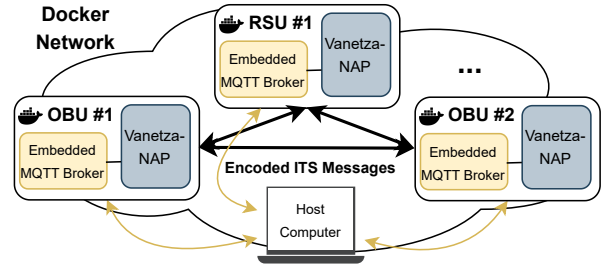 Docker
Network
RSU #1
Embedded
MQTT Broker
Vanetza-
NAP
...
OBU #1
Embedded
MQTT Broker
Vanetza-
NAP
OBU #2
Embedded
MQTT Broker
Vanetza-
NAP
Encoded ITS Messages
Host
Computer